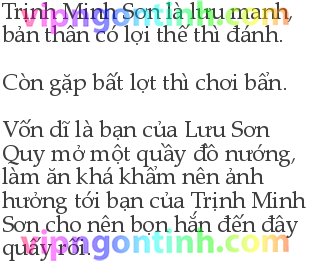 Trịnh Minh Sơn là lưu manh,
bản thân có lợi thế thì đánh.
Còn gặp bất lợt thì chơi bẩn.
Vốn dĩ là bạn của Lưu Sơn
Quy mở một quầy đồ nướng,
làm ăn khá khẩm nên ảnh
hưởng tới bạn của Trịnh Minh
Sơn cho nên bọn hắn đến đây
quấy rối.
vipngontinh.com
vipngontinh.com